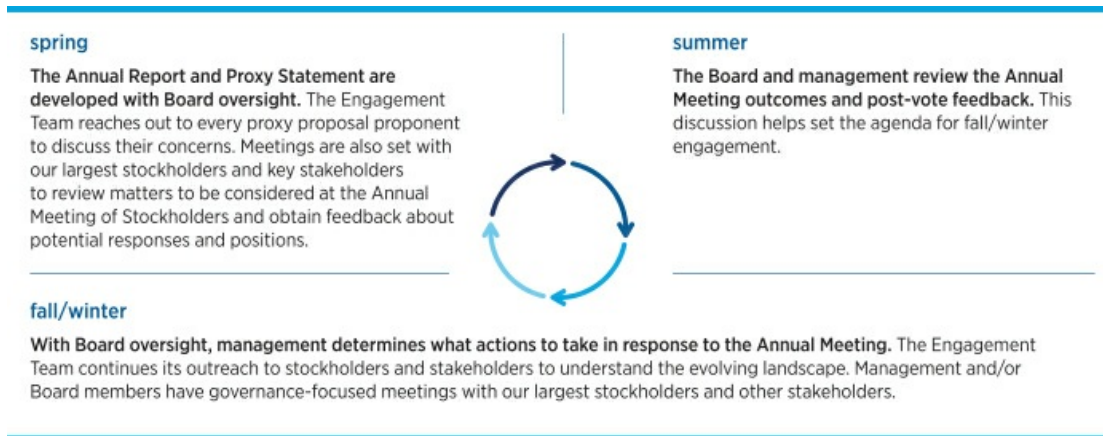 spring
The Annual Report and Proxy Statement are
developed with Board oversight. The Engagement
Team reaches out to every proxy proposal proponent
to discuss their concerns. Meetings are also set with
our largest stockholders and key stakeholders
to review matters to be considered at the Annual
Meeting of Stockholders and obtain feedback about
potential responses and positions.
summer
The Board and management review the Annual
Meeting outcomes and post-vote feedback. This
discussion helps set the agenda for fall/winter
engagement.
fall/winter
With Board oversight, management determines what actions to take in response to the Annual Meeting. The Engagement
Team continues its outreach to stockholders and stakeholders to understand the evolving landscape. Management and/or
Board members have governance-focused meetings with our largest stockholders and other stakeholders.